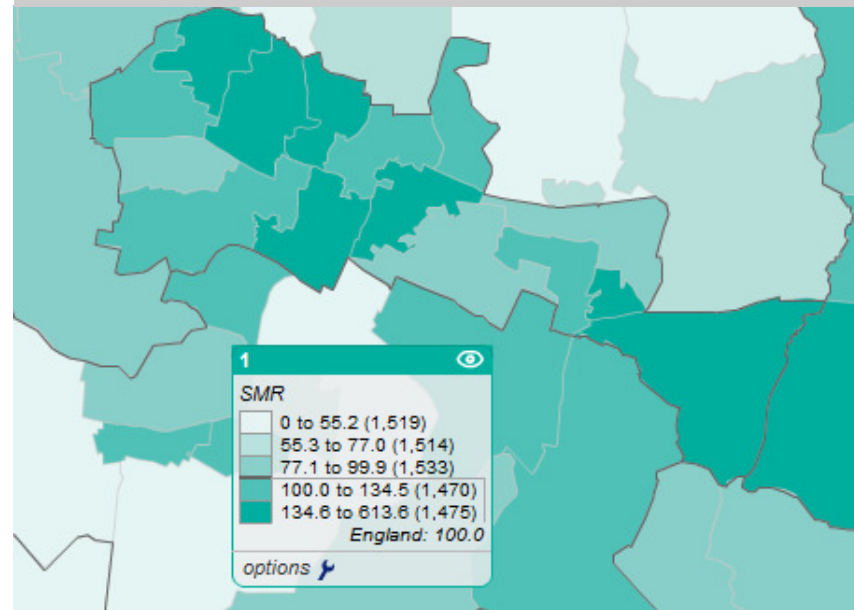 1
SMR
0 to 55.2 (1,519)
55.3 to 77.0 (1,514)
77.1 to 99.9 (1,533)
100.0 to 134.5 (1,470)
134.6 to 613.6 (1,475)
England: 100.0
options